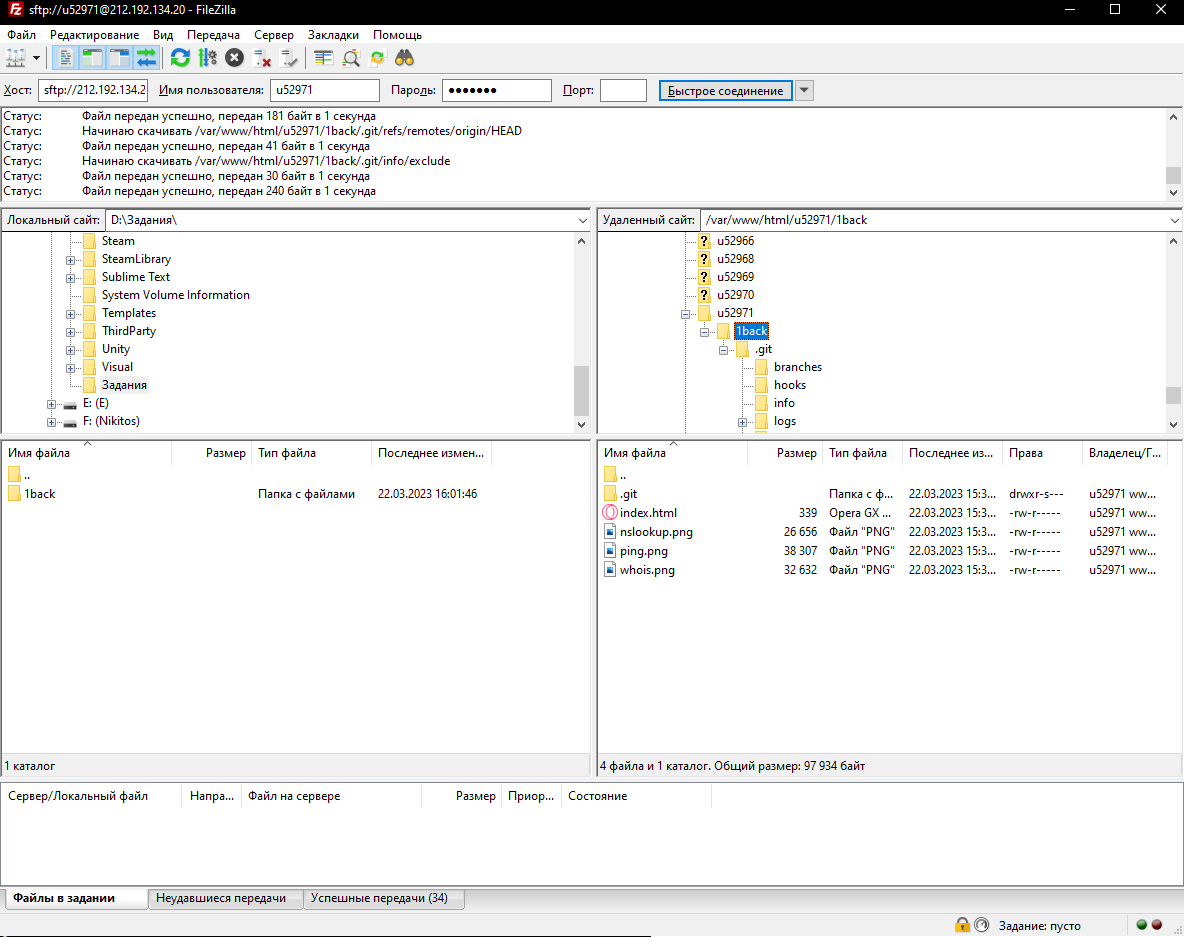 sftp://u52971@212.192.134.20 - FileZilla
Файл Редактирование Вид Передача Сервер Закладки Помощь
Хост: sftp://212.192.134.2 Имя пользователя: u52971 Пароль: ●●●●●●● Порт: Быстрое соединение
Статус: Файл передан успешно, передан 181 байт в 1 секунда
Статус: Начинаю скачивать /var/www/html/u52971/1back/.git/refs/remotes/origin/HEAD
Статус: Файл передан успешно, передан 41 байт в 1 секунда
Статус: Начинаю скачивать /var/www/html/u52971/1back/.git/info/exclude
Статус: Файл передан успешно, передан 30 байт в 1 секунда
Статус: Файл передан успешно, передан 240 байт в 1 секунда
Локальный сайт: D:\Задания\
Steam
SteamLibrary
Sublime Text
System Volume Information
Templates
ThirdParty
Unity
Visual
Задания
E: (E)
F: (Nikitos)
Имя файла Размер Тип файла Последнее измен...
..
1back Папка с файлами 22.03.2023 16:01:46
1 каталог
Удаленный сайт: /var/www/html/u52971/1back
? u52966
? u52968
? u52969
? u52970
u52971
1back
.git
branches
hooks
info
logs
Имя файла Размер Тип файла Последнее из... Права Владелец/Г...
..
.git Папка с ф... 22.03.2023 15:3... drwxr-s--- u52971 ww...
index.html 339 Opera GX ... 22.03.2023 15:3... -rw-r----- u52971 ww...
nslookup.png 26 656 Файл "PNG" 22.03.2023 15:3... -rw-r----- u52971 ww...
ping.png 38 307 Файл "PNG" 22.03.2023 15:3... -rw-r----- u52971 ww...
whois.png 32 632 Файл "PNG" 22.03.2023 15:3... -rw-r----- u52971 ww...
4 файла и 1 каталог. Общий размер: 97 934 байт
Сервер/Локальный файл Напра... Файл на сервере Размер Приор... Состояние
Файлы в задании Неудавшиеся передачи Успешные передачи (34)
Задание: пусто